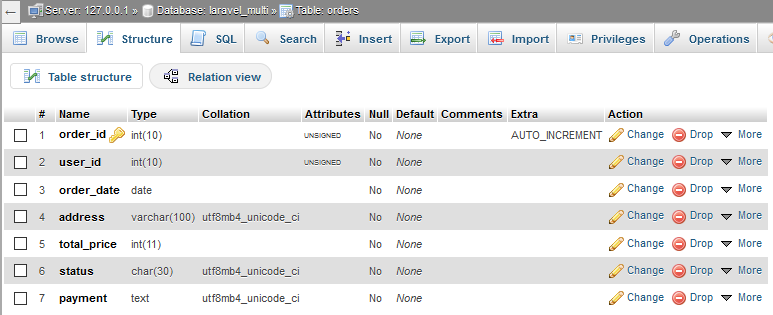 Server: 127.0.0.1 » Database: laravel_multi » Table: orders
Browse Structure SQL Search Insert Export Import Privileges Operations
Table structure Relation view
# Name Type Collation Attributes Null Default Comments Extra Action
1 order_id int(10) UNSIGNED No None AUTO_INCREMENT Change Drop More
2 user_id int(10) UNSIGNED No None Change Drop More
3 order_date date No None Change Drop More
4 address varchar(100) utf8mb4_unicode_ci No None Change Drop More
5 total_price int(11) No None Change Drop More
6 status char(30) utf8mb4_unicode_ci No None Change Drop More
7 payment text utf8mb4_unicode_ci No None Change Drop More